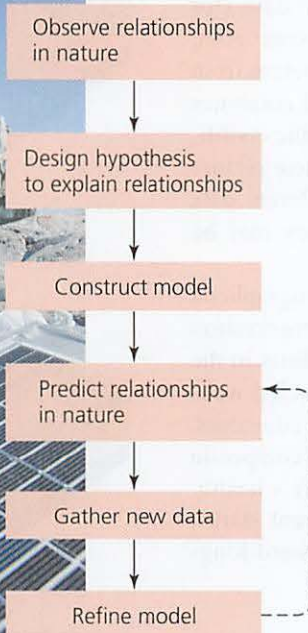 Observe relationships
in nature
Design hypothesis
to explain relationships
Construct model
Predict relationships
in nature
Gather new data
Refine model